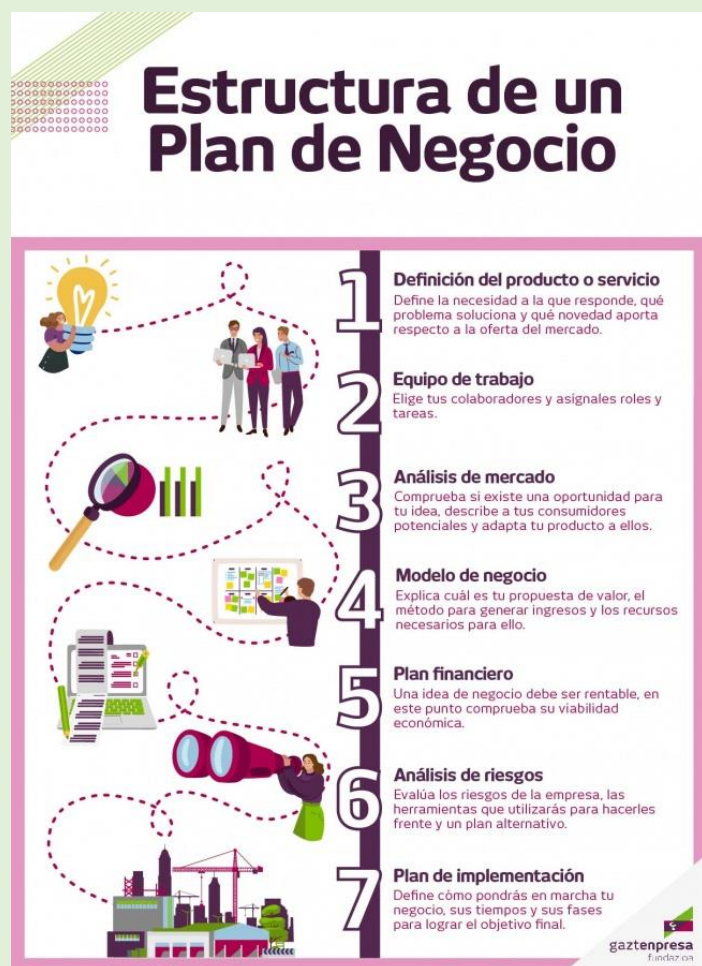 Estructura de un
Plan de Negocio
1
Definición del producto o servicio
Define la necesidad a la que responde, qué
problema soluciona y qué novedad aporta
respecto a la oferta del mercado.
2
Equipo de trabajo
Elige tus colaboradores y asígnales roles y
tareas.
3
Análisis de mercado
Comprueba si existe una oportunidad para
tu idea, describe a tus consumidores
potenciales y adapta tu producto a ellos.
4
Modelo de negocio
Explica cuál es tu propuesta de valor, el
método para generar ingresos y los recursos
necesarios para ello.
5
Plan financiero
Una idea de negocio debe ser rentable, en
este punto comprueba su viabilidad
económica.
6
Análisis de riesgos
Evalúa los riesgos de la empresa, las
herramientas que utilizarás para hacerles
frente y un plan alternativo.
7
Plan de implementación
Define cómo pondrás en marcha tu
negocio, sus tiempos y sus fases
para lograr el objetivo final.
gaztenpresa
fundazioa